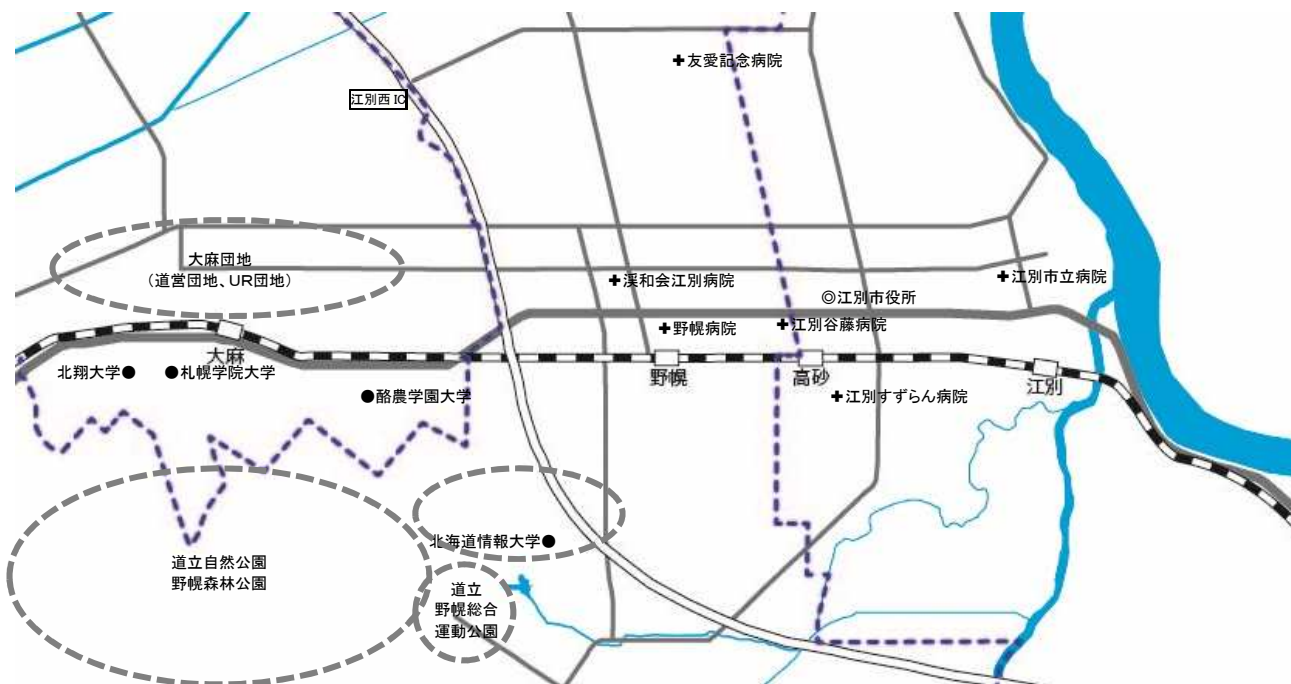 ✚友愛記念病院
江別西IC
大麻団地
(道営団地、UR団地)
✚渓和会江別病院
✚江別市立病院
◎江別市役所
✚野幌病院
✚江別谷藤病院
大麻
野幌
高砂
江別
北翔大学●
●札幌学院大学
●酪農学園大学
✚江別すずらん病院
北海道情報大学●
道立自然公園
野幌森林公園
道立
野幌総合
運動公園